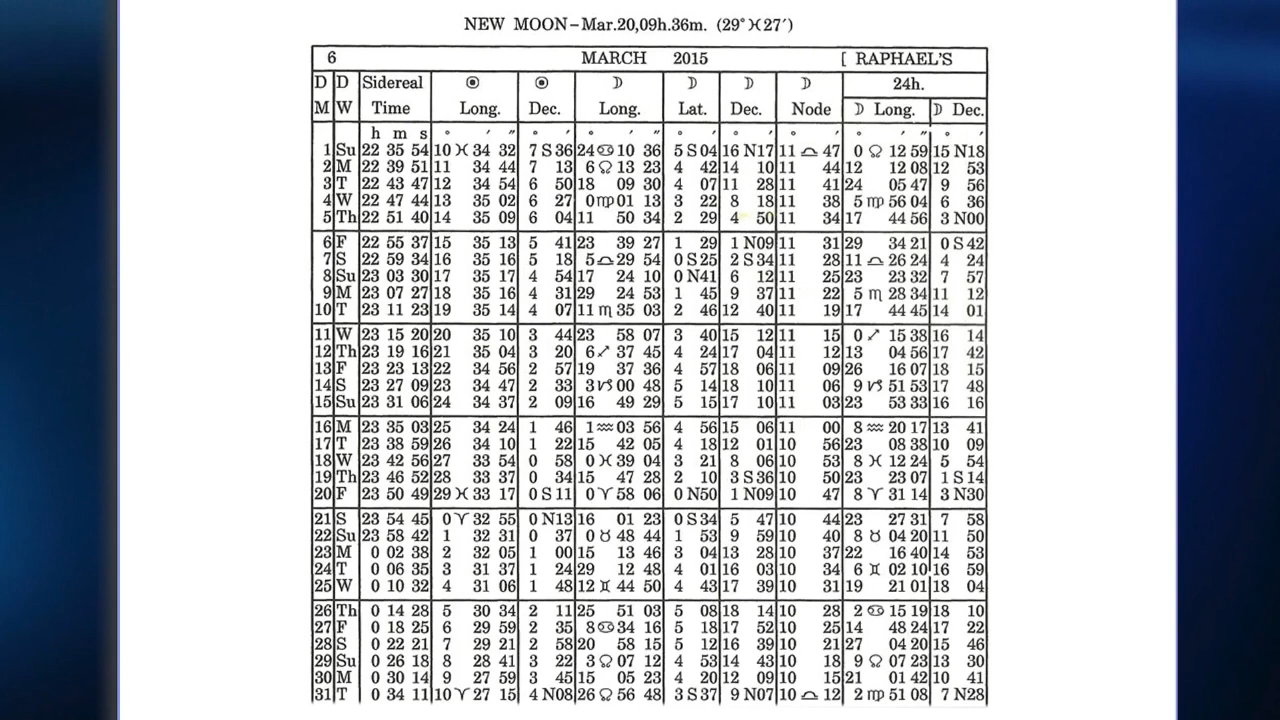 NEW MOON–Mar.20,09h.36m. (29°♓27′)
6 MARCH 2015 [ RAPHAEL'S
D D Sidereal ☉ ☉ ☽ ☽ ☽ ☽ 24h.
M W Time Long. Dec. Long. Lat. Dec. Node ☽ Long. ☽ Dec.
h m s ° ′ ″ ° ′ ° ′ ″ ° ′ ° ′ ° ′ ° ′ ″ ° ′
1 Su 22 35 54 10 ♓ 34 32 7 S 36 24 ♋ 10 36 5 S 04 16 N17 11 ♎ 47 0 ♌ 12 59 15 N18
2 M 22 39 51 11 34 44 7 13 6 ♌ 13 23 4 42 14 10 11 44 12 12 08 12 53
3 T 22 43 47 12 34 54 6 50 18 09 30 4 07 11 28 11 41 24 05 47 9 56
4 W 22 47 44 13 35 02 6 27 0 ♍ 01 13 3 22 8 18 11 38 5 ♍ 56 04 6 36
5 Th 22 51 40 14 35 09 6 04 11 50 34 2 29 4 50 11 34 17 44 56 3 N00
6 F 22 55 37 15 35 13 5 41 23 39 27 1 29 1 N09 11 31 29 34 21 0 S 42
7 S 22 59 34 16 35 16 5 18 5 ♎ 29 54 0 S 25 2 S 34 11 28 11 ♎ 26 24 4 24
8 Su 23 03 30 17 35 17 4 54 17 24 10 0 N41 6 12 11 25 23 23 32 7 57
9 M 23 07 27 18 35 16 4 31 29 24 53 1 45 9 37 11 22 5 ♏ 28 34 11 12
10 T 23 11 23 19 35 14 4 07 11 ♏ 35 03 2 46 12 40 11 19 17 44 45 14 01
11 W 23 15 20 20 35 10 3 44 23 58 07 3 40 15 12 11 15 0 ♐ 15 38 16 14
12 Th 23 19 16 21 35 04 3 20 6 ♐ 37 45 4 24 17 04 11 12 13 04 56 17 42
13 F 23 23 13 22 34 56 2 57 19 37 36 4 57 18 06 11 09 26 16 07 18 15
14 S 23 27 09 23 34 47 2 33 3 ♑ 00 48 5 14 18 10 11 06 9 ♑ 51 53 17 48
15 Su 23 31 06 24 34 37 2 09 16 49 29 5 15 17 10 11 03 23 53 33 16 16
16 M 23 35 03 25 34 24 1 46 1 ♒ 03 56 4 56 15 06 11 00 8 ♒ 20 17 13 41
17 T 23 38 59 26 34 10 1 22 15 42 05 4 18 12 01 10 56 23 08 38 10 09
18 W 23 42 56 27 33 54 0 58 0 ♓ 39 04 3 21 8 06 10 53 8 ♓ 12 24 5 54
19 Th 23 46 52 28 33 37 0 34 15 47 28 2 10 3 S 36 10 50 23 23 07 1 S 14
20 F 23 50 49 29 ♓ 33 17 0 S 11 0 ♈ 58 06 0 N50 1 N09 10 47 8 ♈ 31 14 3 N30
21 S 23 54 45 0 ♈ 32 55 0 N13 16 01 23 0 S 34 5 47 10 44 23 27 31 7 58
22 Su 23 58 42 1 32 31 0 37 0 ♉ 48 44 1 53 9 59 10 40 8 ♉ 04 20 11 50
23 M 0 02 38 2 32 05 1 00 15 13 46 3 04 13 28 10 37 22 16 40 14 53
24 T 0 06 35 3 31 37 1 24 29 12 48 4 01 16 03 10 34 6 ♊ 02 10 16 59
25 W 0 10 32 4 31 06 1 48 12 ♊ 44 50 4 43 17 39 10 31 19 21 01 18 04
26 Th 0 14 28 5 30 34 2 11 25 51 03 5 08 18 14 10 28 2 ♋ 15 19 18 10
27 F 0 18 25 6 29 59 2 35 8 ♋ 34 16 5 18 17 52 10 25 14 48 24 17 22
28 S 0 22 21 7 29 21 2 58 20 58 15 5 12 16 39 10 21 27 04 20 15 46
29 Su 0 26 18 8 28 41 3 22 3 ♌ 07 12 4 53 14 43 10 18 9 ♌ 07 23 13 30
30 M 0 30 14 9 27 59 3 45 15 05 23 4 20 12 09 10 15 21 01 42 10 41
31 T 0 34 11 10 ♈ 27 15 4 N08 26 ♌ 56 48 3 S 37 9 N07 10 ♎ 12 2 ♍ 51 08 7 N28